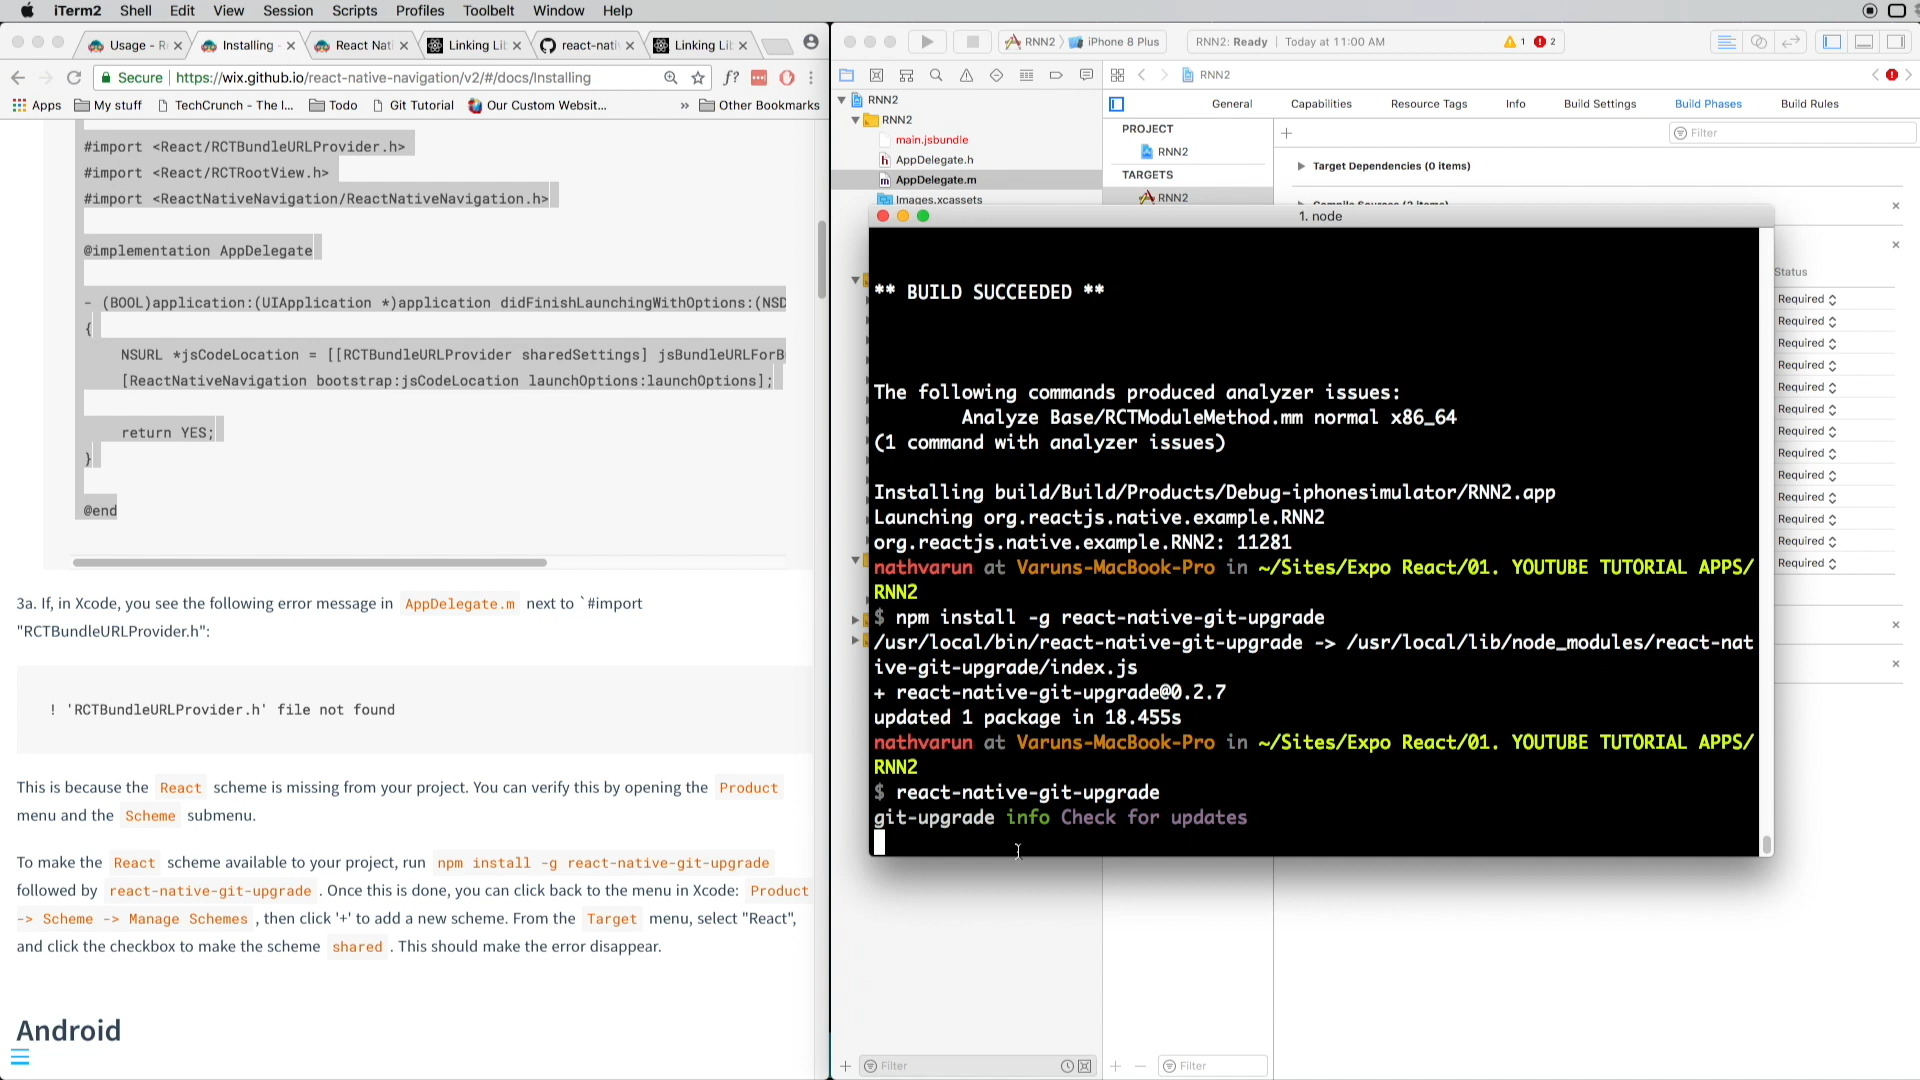 iTerm2 Shell Edit View Session Scripts Profiles Toolbelt Window Help
Usage - R
Installing
React Nati
Linking Lib
react-nativ
Linking Lib
Secure https://wix.github.io/react-native-navigation/v2/#/docs/Installing
Apps My stuff TechCrunch - The I... Todo Git Tutorial Our Custom Websit... » Other Bookmarks
#import <React/RCTBundleURLProvider.h>
#import <React/RCTRootView.h>
#import <ReactNativeNavigation/ReactNativeNavigation.h>
@implementation AppDelegate
- (BOOL)application:(UIApplication *)application didFinishLaunchingWithOptions:(NSD
{
NSURL *jsCodeLocation = [[RCTBundleURLProvider sharedSettings] jsBundleURLForB
[ReactNativeNavigation bootstrap:jsCodeLocation launchOptions:launchOptions];
return YES;
}
@end
3a. If, in Xcode, you see the following error message in AppDelegate.m next to `#import
"RCTBundleURLProvider.h":
! 'RCTBundleURLProvider.h' file not found
This is because the React scheme is missing from your project. You can verify this by opening the Product
menu and the Scheme submenu.
To make the React scheme available to your project, run npm install -g react-native-git-upgrade
followed by react-native-git-upgrade . Once this is done, you can click back to the menu in Xcode: Product
-> Scheme -> Manage Schemes , then click '+' to add a new scheme. From the Target menu, select "React",
and click the checkbox to make the scheme shared . This should make the error disappear.
Android
RNN2 iPhone 8 Plus
RNN2: Ready | Today at 11:00 AM 1 2
RNN2
RNN2
RNN2
main.jsbundle
AppDelegate.h
AppDelegate.m
Images.xcassets
General Capabilities Resource Tags Info Build Settings Build Phases Build Rules
PROJECT
RNN2
TARGETS
RNN2
Filter
Target Dependencies (0 items)
Status
Required
Required
Required
Required
Required
Required
Required
Required
Required
Required
Required
Required
Required
1. node
** BUILD SUCCEEDED **
The following commands produced analyzer issues:
Analyze Base/RCTModuleMethod.mm normal x86_64
(1 command with analyzer issues)
Installing build/Build/Products/Debug-iphonesimulator/RNN2.app
Launching org.reactjs.native.example.RNN2
org.reactjs.native.example.RNN2: 11281
nathvarun at Varuns-MacBook-Pro in ~/Sites/Expo React/01. YOUTUBE TUTORIAL APPS/
RNN2
$ npm install -g react-native-git-upgrade
/usr/local/bin/react-native-git-upgrade -> /usr/local/lib/node_modules/react-nat
ive-git-upgrade/index.js
+ react-native-git-upgrade@0.2.7
updated 1 package in 18.455s
nathvarun at Varuns-MacBook-Pro in ~/Sites/Expo React/01. YOUTUBE TUTORIAL APPS/
RNN2
$ react-native-git-upgrade
git-upgrade info Check for updates
Filter
Filter